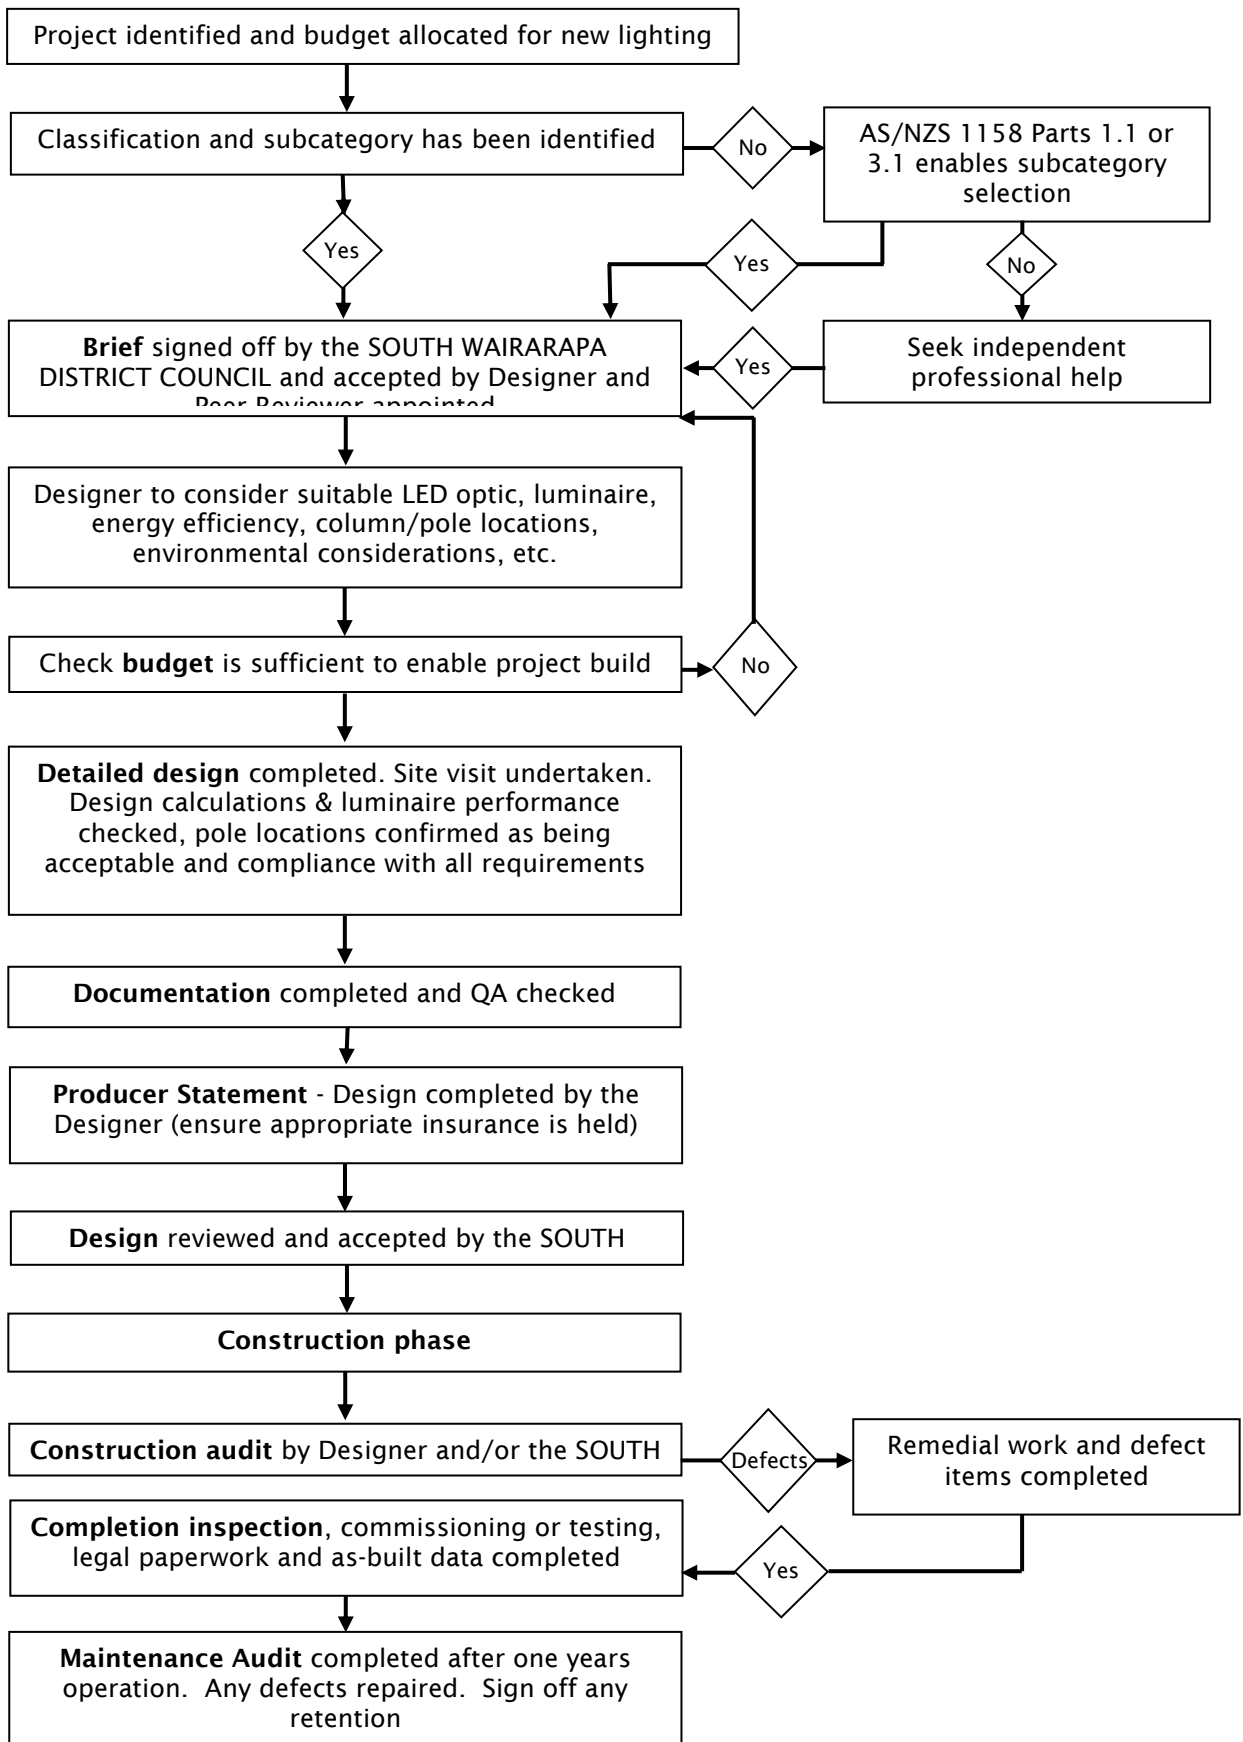 Project identified and budget allocated for new lighting
Classification and subcategory has been identified
No
AS/NZS 1158 Parts 1.1 or
3.1 enables subcategory
selection
Yes
Yes
No
Brief signed off by the SOUTH WAIRARAPA
DISTRICT COUNCIL and accepted by Designer and
Peer Reviewer appointed
Yes
Seek independent
professional help
Designer to consider suitable LED optic, luminaire,
energy efficiency, column/pole locations,
environmental considerations, etc.
Check budget is sufficient to enable project build
No
Detailed design completed. Site visit undertaken.
Design calculations & luminaire performance
checked, pole locations confirmed as being
acceptable and compliance with all requirements
Documentation completed and QA checked
Producer Statement - Design completed by the
Designer (ensure appropriate insurance is held)
Design reviewed and accepted by the SOUTH
Construction phase
Construction audit by Designer and/or the SOUTH
Defects
Remedial work and defect
items completed
Completion inspection, commissioning or testing,
legal paperwork and as-built data completed
Yes
Maintenance Audit completed after one years
operation. Any defects repaired. Sign off any
retention